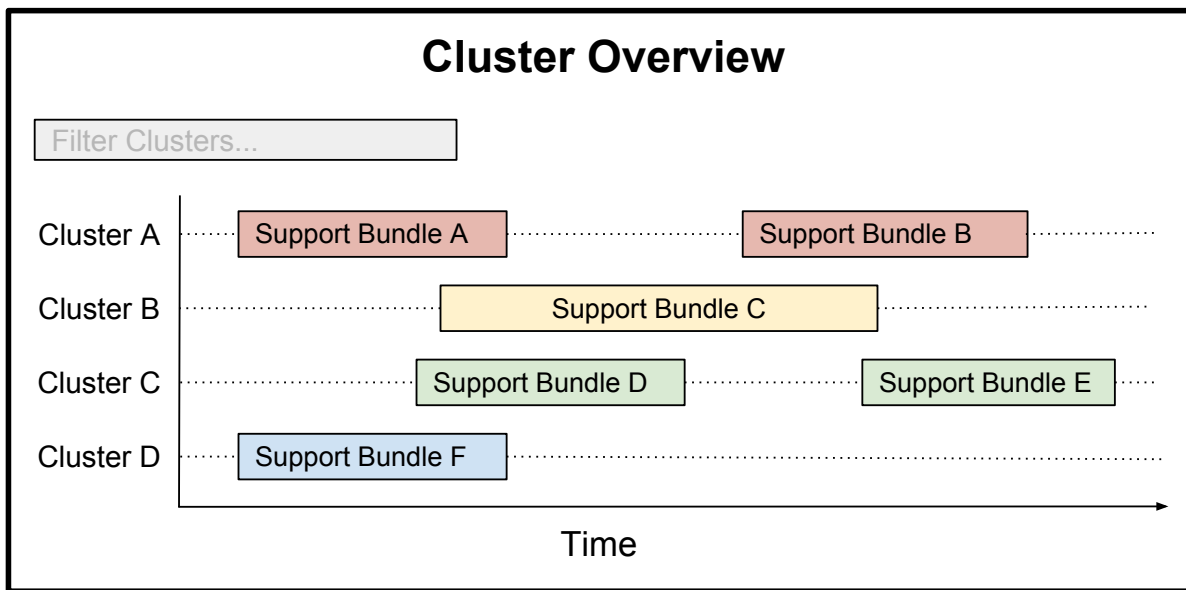 Cluster Overview
Filter Clusters...
Cluster A
Support Bundle A
Support Bundle B
Cluster B
Support Bundle C
Cluster C
Support Bundle D
Support Bundle E
Cluster D
Support Bundle F
Time